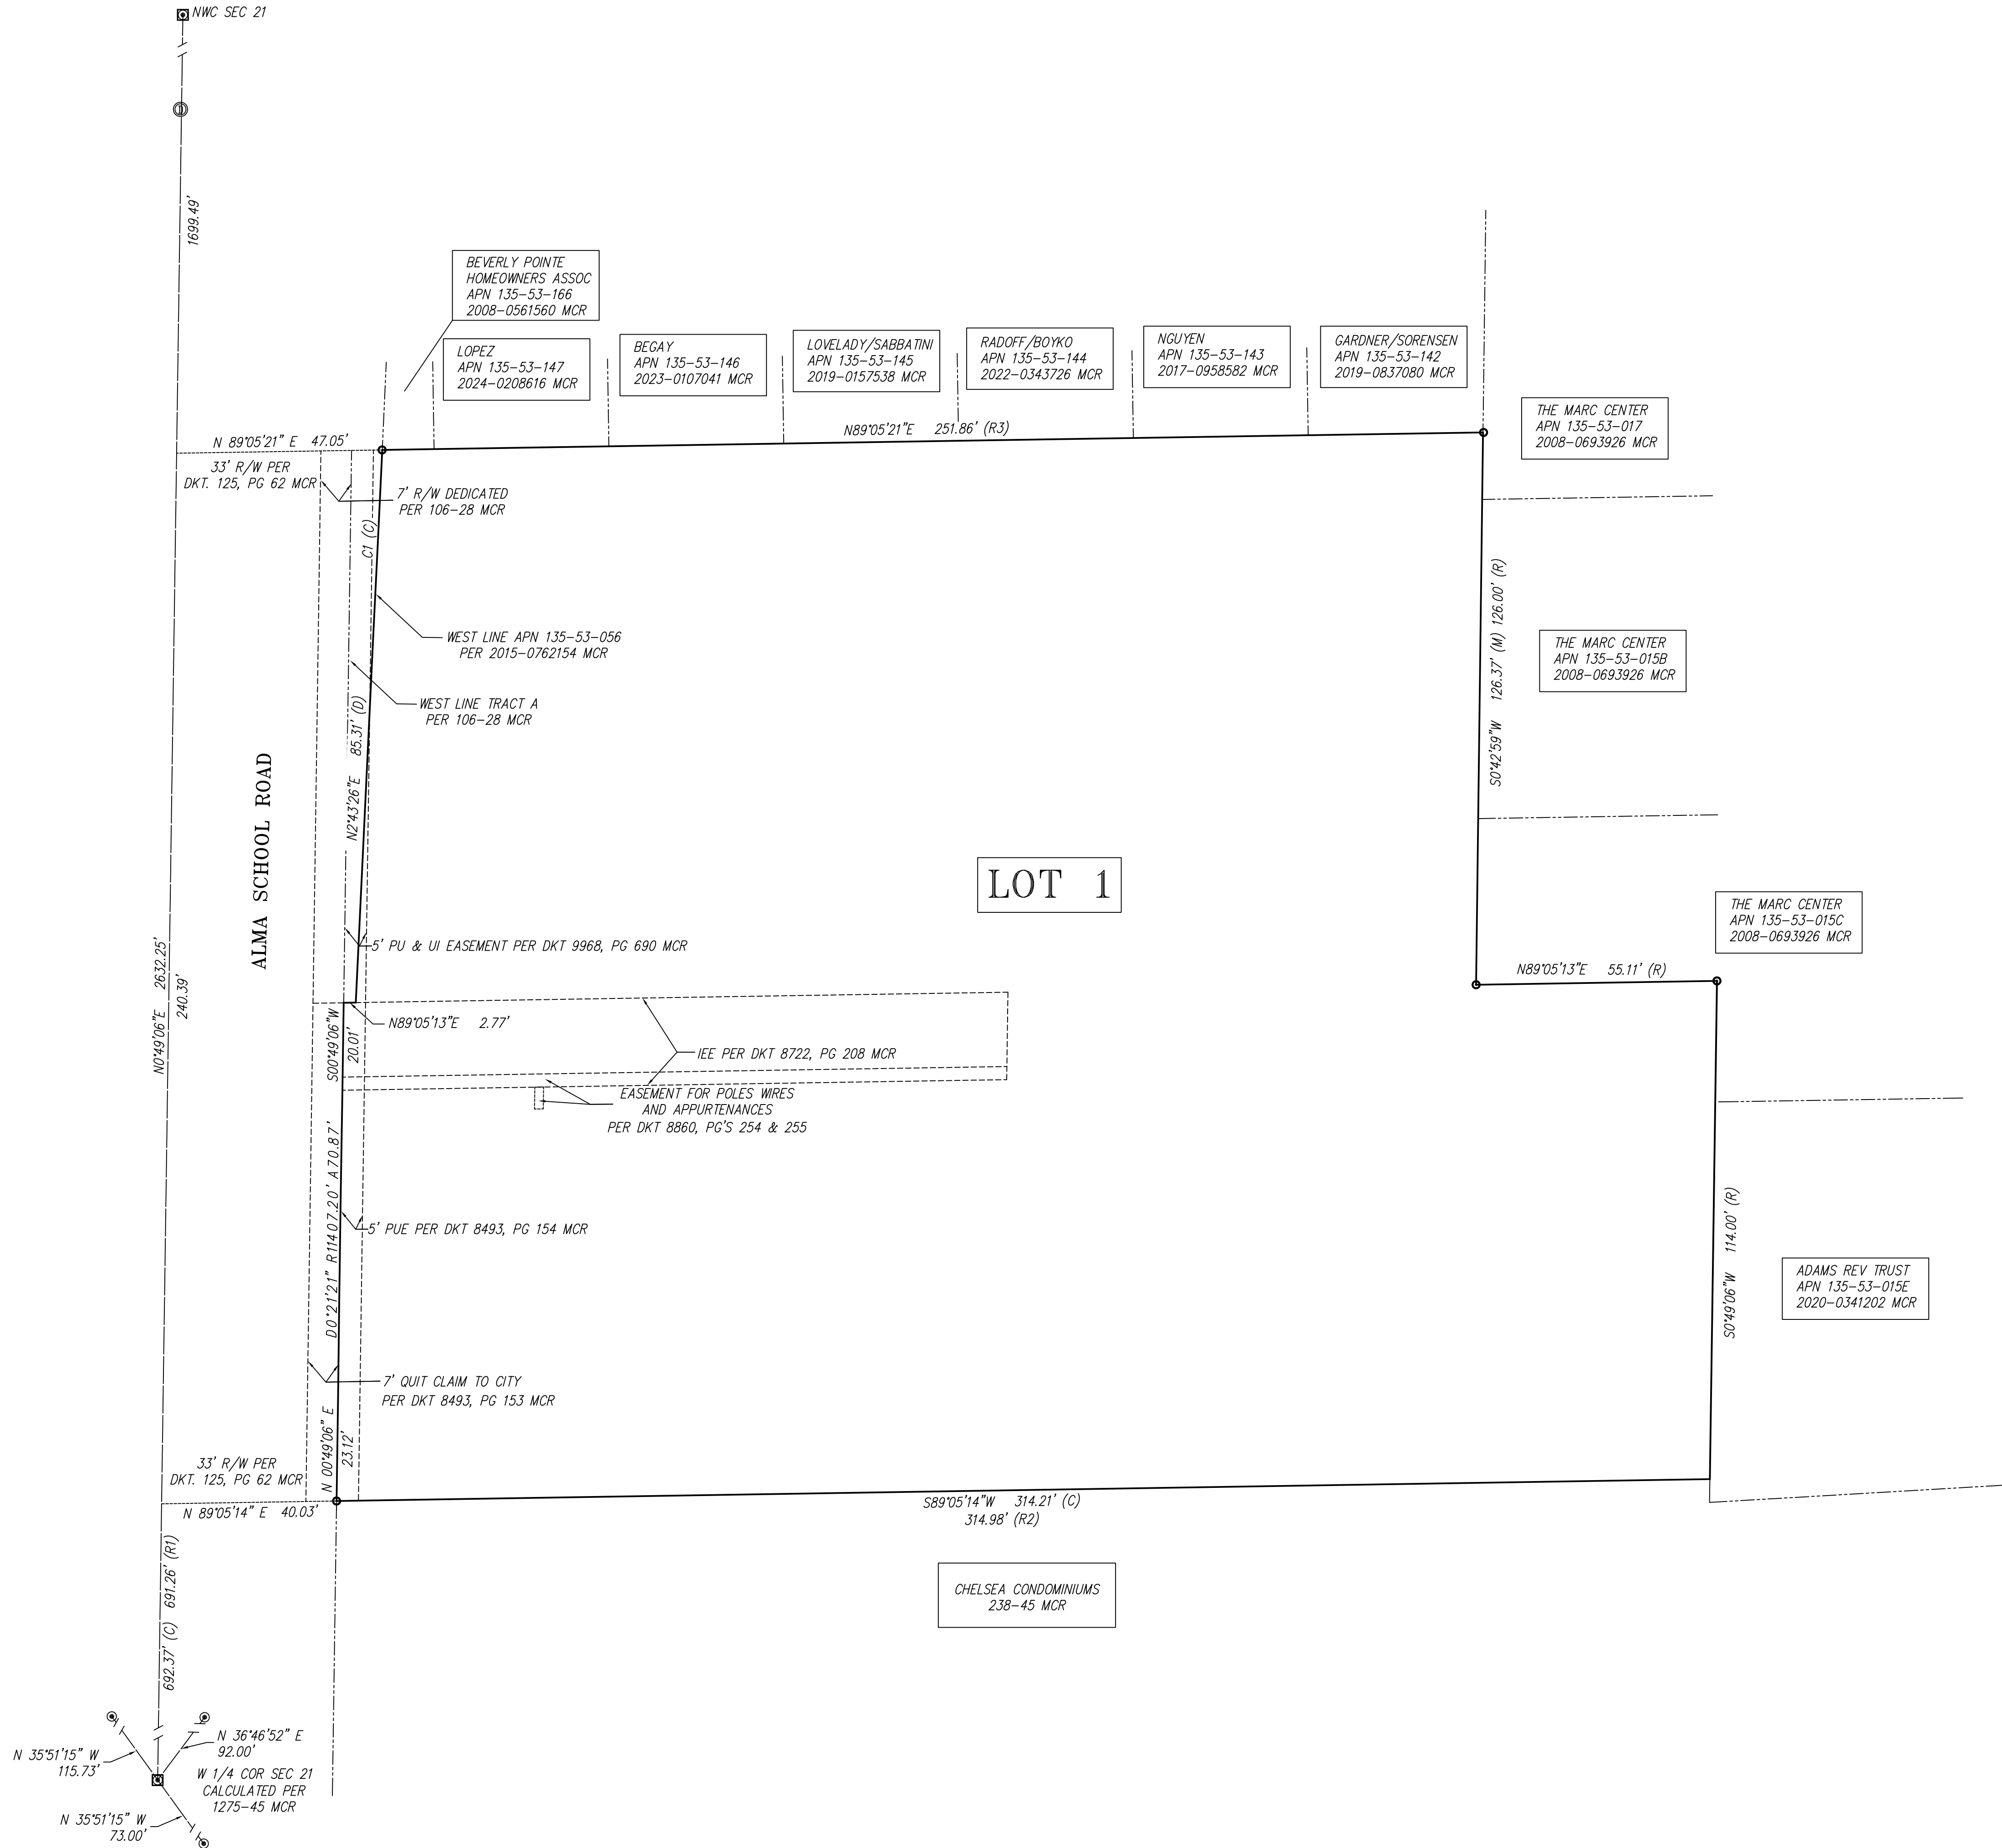 NWC SEC 21
1699.49'
BEVERLY POINTE
HOMEOWNERS ASSOC
APN 135-53-166
2008-0561560 MCR
LOPEZ
APN 135-53-147
2024-0208616 MCR
BEGAY
APN 135-53-146
2023-0107041 MCR
LOVELADY/SABBATINI
APN 135-53-145
2019-0157538 MCR
RADOFF/BOYKO
APN 135-53-144
2022-0343726 MCR
NGUYEN
APN 135-53-143
2017-0958582 MCR
GARDNER/SORENSEN
APN 135-53-142
2019-0837080 MCR
THE MARC CENTER
APN 135-53-017
2008-0693926 MCR
N 89°05'21" E 47.05'
N89°05'21"E 251.86' (R3)
33' R/W PER
DKT. 125, PG 62 MCR
7' R/W DEDICATED
PER 106-28 MCR
C1 (C)
WEST LINE APN 135-53-056
PER 2015-0762154 MCR
WEST LINE TRACT A
PER 106-28 MCR
N2°43'26"E 85.31' (D)
S0°42'59"W 126.37' (M) 126.00' (R)
THE MARC CENTER
APN 135-53-015B
2008-0693926 MCR
ALMA SCHOOL ROAD
LOT 1
THE MARC CENTER
APN 135-53-015C
2008-0693926 MCR
5' PU & UI EASEMENT PER DKT 9968, PG 690 MCR
N89°05'13"E 55.11' (R)
N0°49'06"E 2632.25'
240.39'
N89°05'13"E 2.77'
S00°49'06"W
20.01'
IEE PER DKT 8722, PG 208 MCR
EASEMENT FOR POLES WIRES
AND APPURTENANCES
PER DKT 8860, PG'S 254 & 255
D0°21'21" R11407.20' A70.87'
5' PUE PER DKT 8493, PG 154 MCR
S0°49'06"W 114.00' (R)
ADAMS REV TRUST
APN 135-53-015E
2020-0341202 MCR
7' QUIT CLAIM TO CITY
PER DKT 8493, PG 153 MCR
N 00°49'06" E
23.12'
33' R/W PER
DKT. 125, PG 62 MCR
N 89°05'14" E 40.03'
S89°05'14"W 314.21' (C)
314.98' (R2)
CHELSEA CONDOMINIUMS
238-45 MCR
692.37' (C) 691.26' (R1)
N 36°46'52" E
92.00'
N 35°51'15" W
115.73'
W 1/4 COR SEC 21
CALCULATED PER
1275-45 MCR
N 35°51'15" W
73.00'